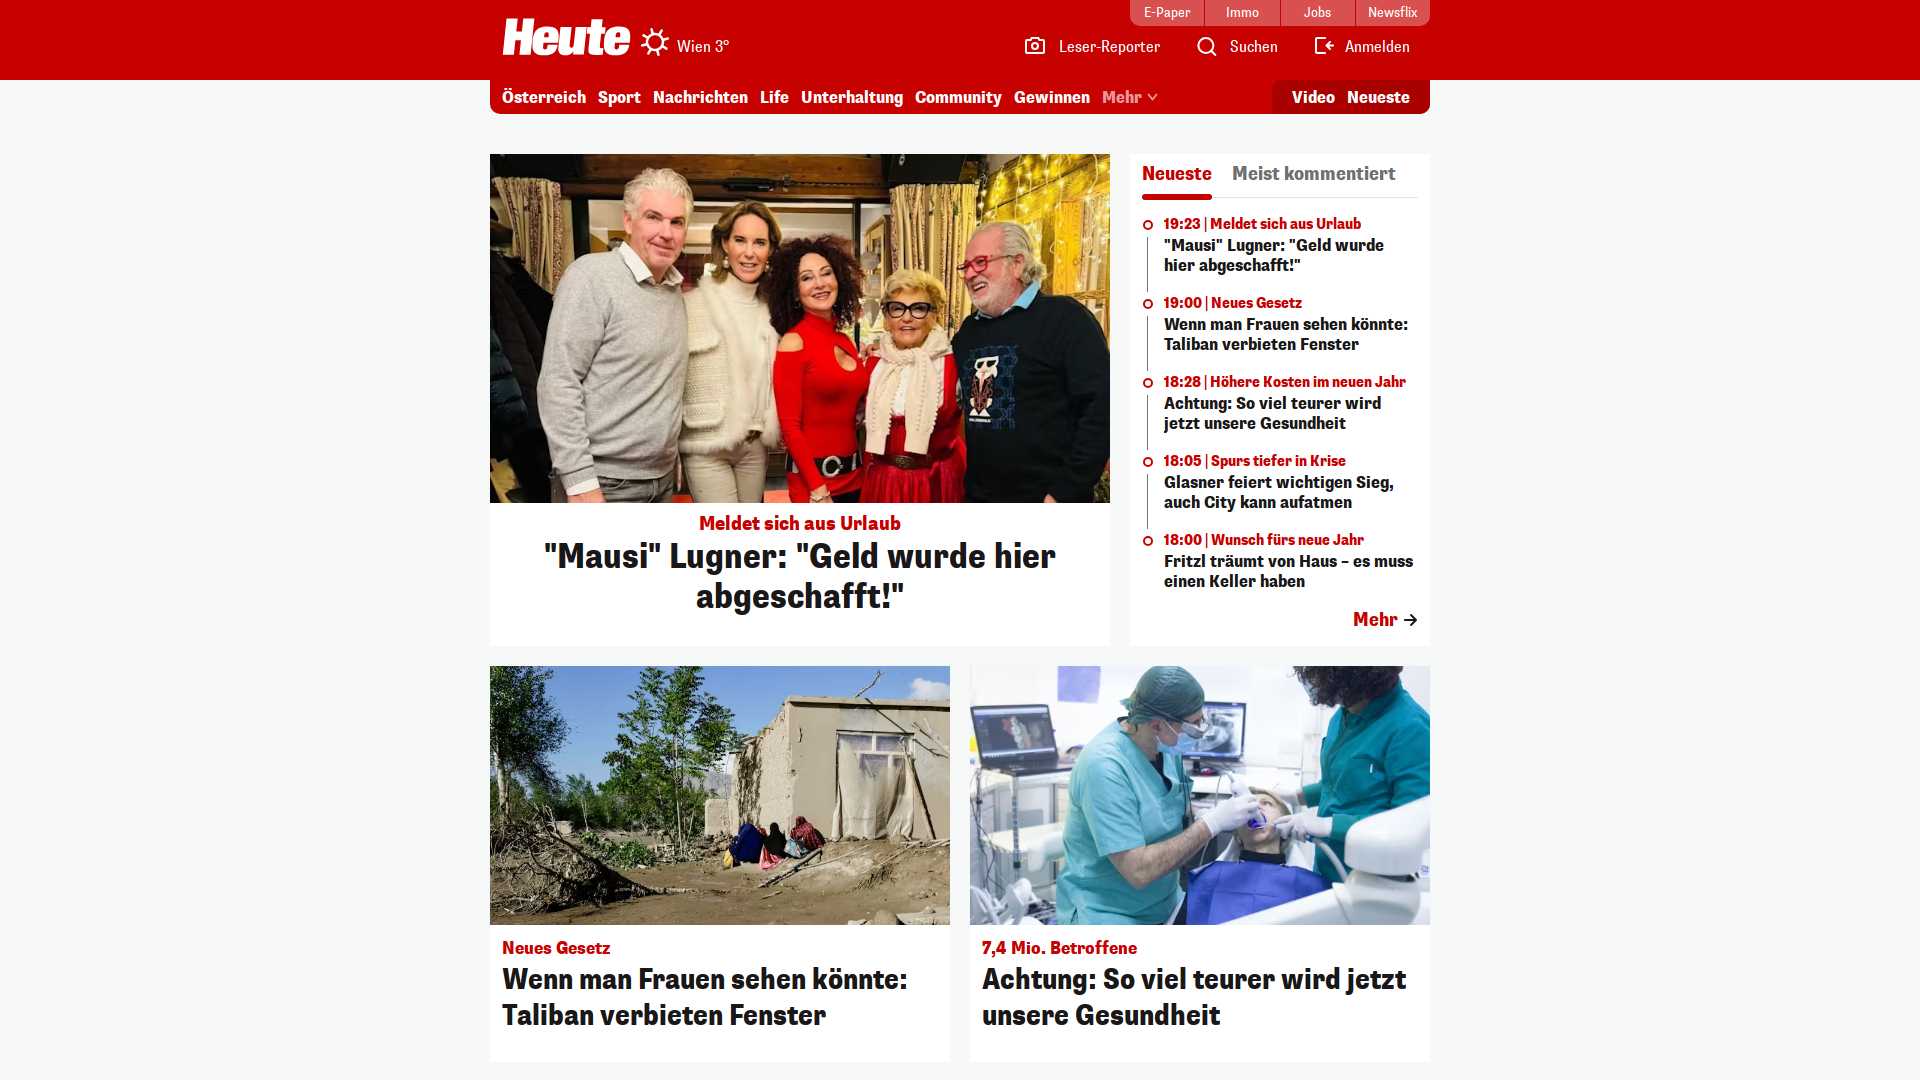 E-Paper
Immo
Jobs
Newsflix
Heute
Wien 3°
Leser-Reporter
Suchen
Anmelden
Österreich
Sport
Nachrichten
Life
Unterhaltung
Community
Gewinnen
Mehr
Video
Neueste
Meldet sich aus Urlaub
"Mausi" Lugner: "Geld wurde hier
abgeschafft!"
Neueste
Meist kommentiert
19:23 | Meldet sich aus Urlaub
"Mausi" Lugner: "Geld wurde
hier abgeschafft!"
19:00 | Neues Gesetz
Wenn man Frauen sehen könnte:
Taliban verbieten Fenster
18:28 | Höhere Kosten im neuen Jahr
Achtung: So viel teurer wird
jetzt unsere Gesundheit
18:05 | Spurs tiefer in Krise
Glasner feiert wichtigen Sieg,
auch City kann aufatmen
18:00 | Wunsch fürs neue Jahr
Fritzl träumt von Haus – es muss
einen Keller haben
Mehr
Neues Gesetz
Wenn man Frauen sehen könnte:
Taliban verbieten Fenster
7,4 Mio. Betroffene
Achtung: So viel teurer wird jetzt
unsere Gesundheit